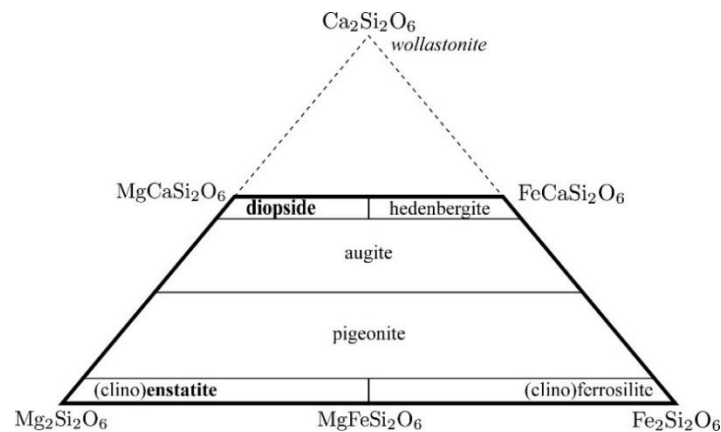 Ca₂Si₂O₆
wollastonite
MgCaSi₂O₆
FeCaSi₂O₆
diopside
hedenbergite
augite
pigeonite
(clino)enstatite
(clino)ferrosilite
Mg₂Si₂O₆
MgFeSi₂O₆
Fe₂Si₂O₆